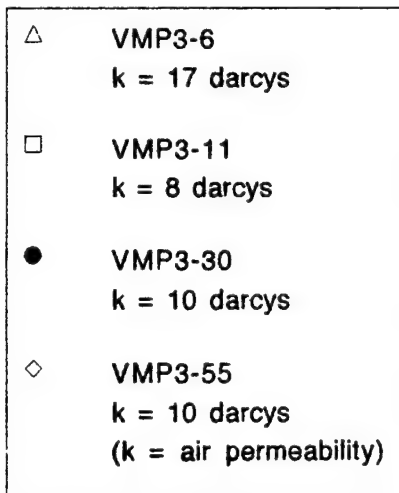 VMP3-6
k = 17 darcys
VMP3-11
k = 8 darcys
VMP3-30
k = 10 darcys
VMP3-55
k = 10 darcys
(k = air permeability)